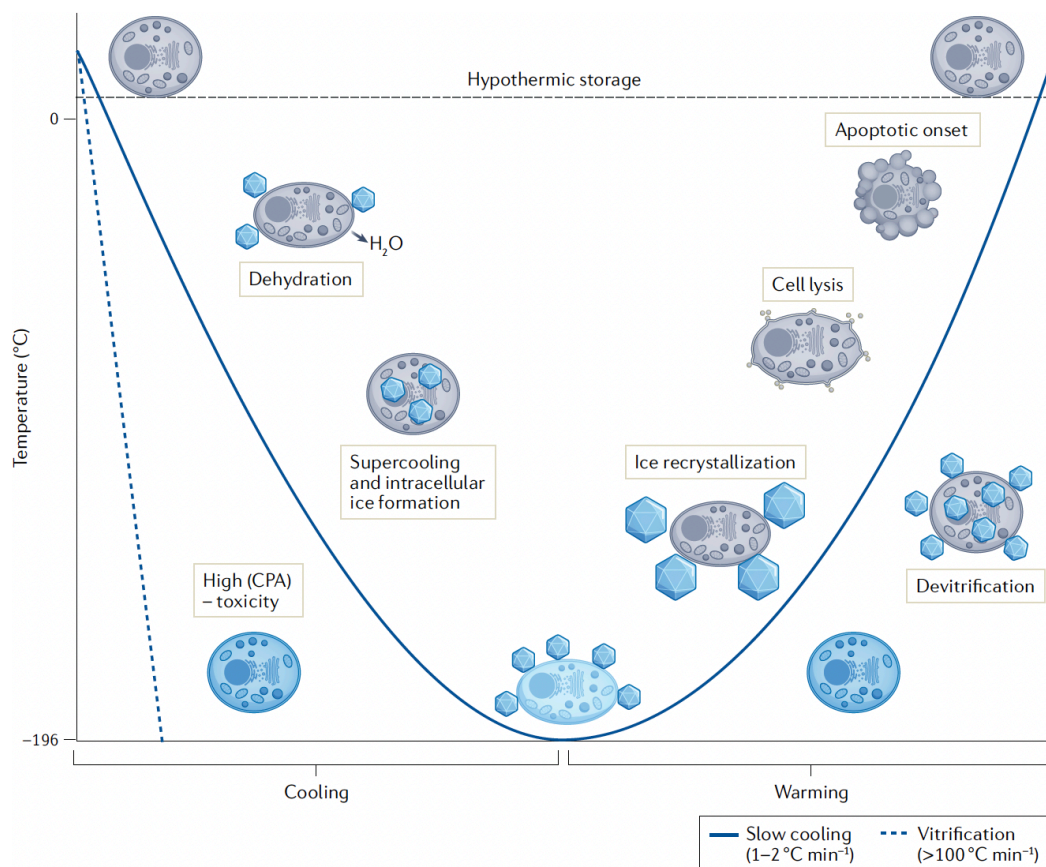 Hypothermic storage
0
Apoptotic onset
H₂O
Dehydration
Cell lysis
Temperature (°C)
Supercooling
and intracellular
ice formation
Ice recrystallization
High (CPA)
– toxicity
Devitrification
–196
Cooling
Warming
Slow cooling
(1–2 °C min⁻¹)
Vitrification
(>100 °C min⁻¹)